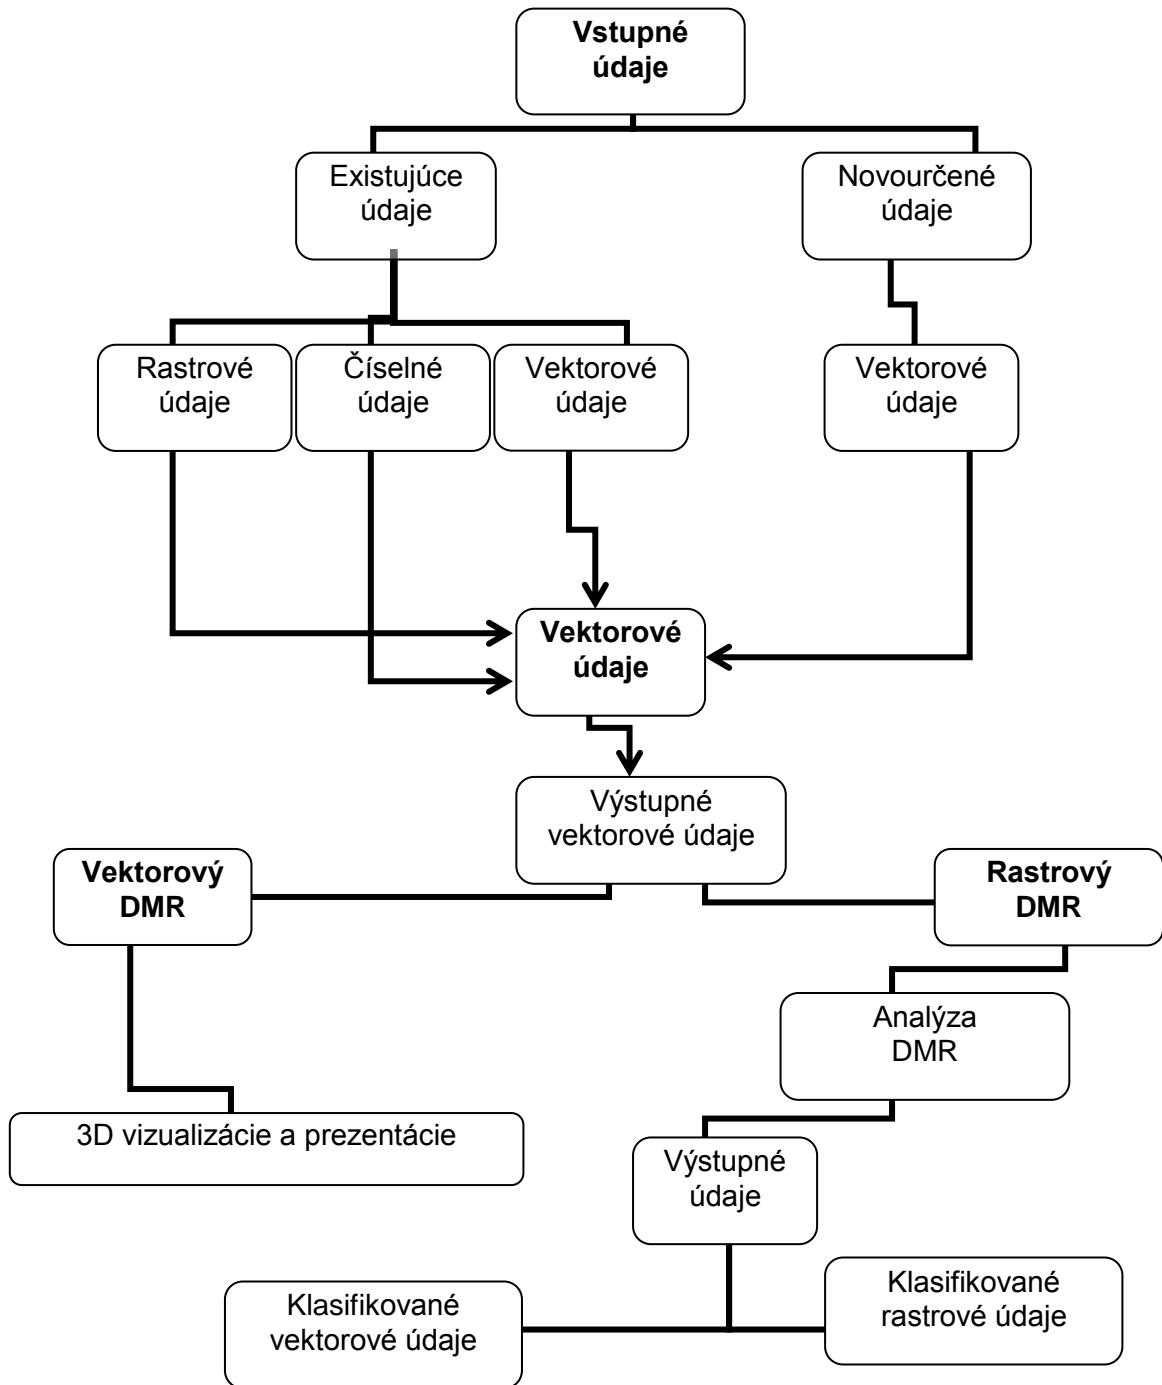 Vstupné
údaje
Existujúce
údaje
Novourčené
údaje
Rastrové
údaje
Číselné
údaje
Vektorové
údaje
Vektorové
údaje
Vektorové
údaje
Výstupné
vektorové údaje
Vektorový
DMR
Rastrový
DMR
Analýza
DMR
3D vizualizácie a prezentácie
Výstupné
údaje
Klasifikované
vektorové údaje
Klasifikované
rastrové údaje